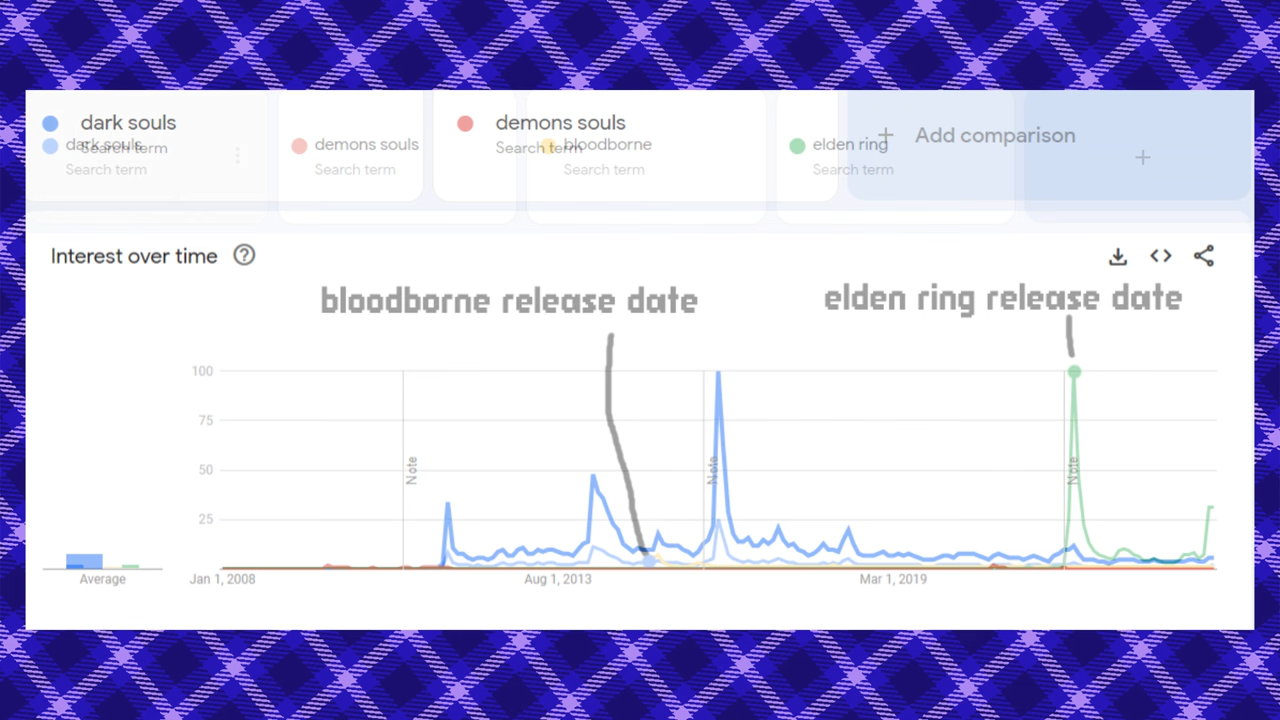 dark souls
Search term
demons souls
Search term
dark souls
Search term
demons souls
Search term
bloodborne
Search term
elden ring
Search term
+ Add comparison
+
Interest over time ?
bloodborne release date
elden ring release date
100
75
50
25
Note
Note
Note
Average
Jan 1, 2008
Aug 1, 2013
Mar 1, 2019